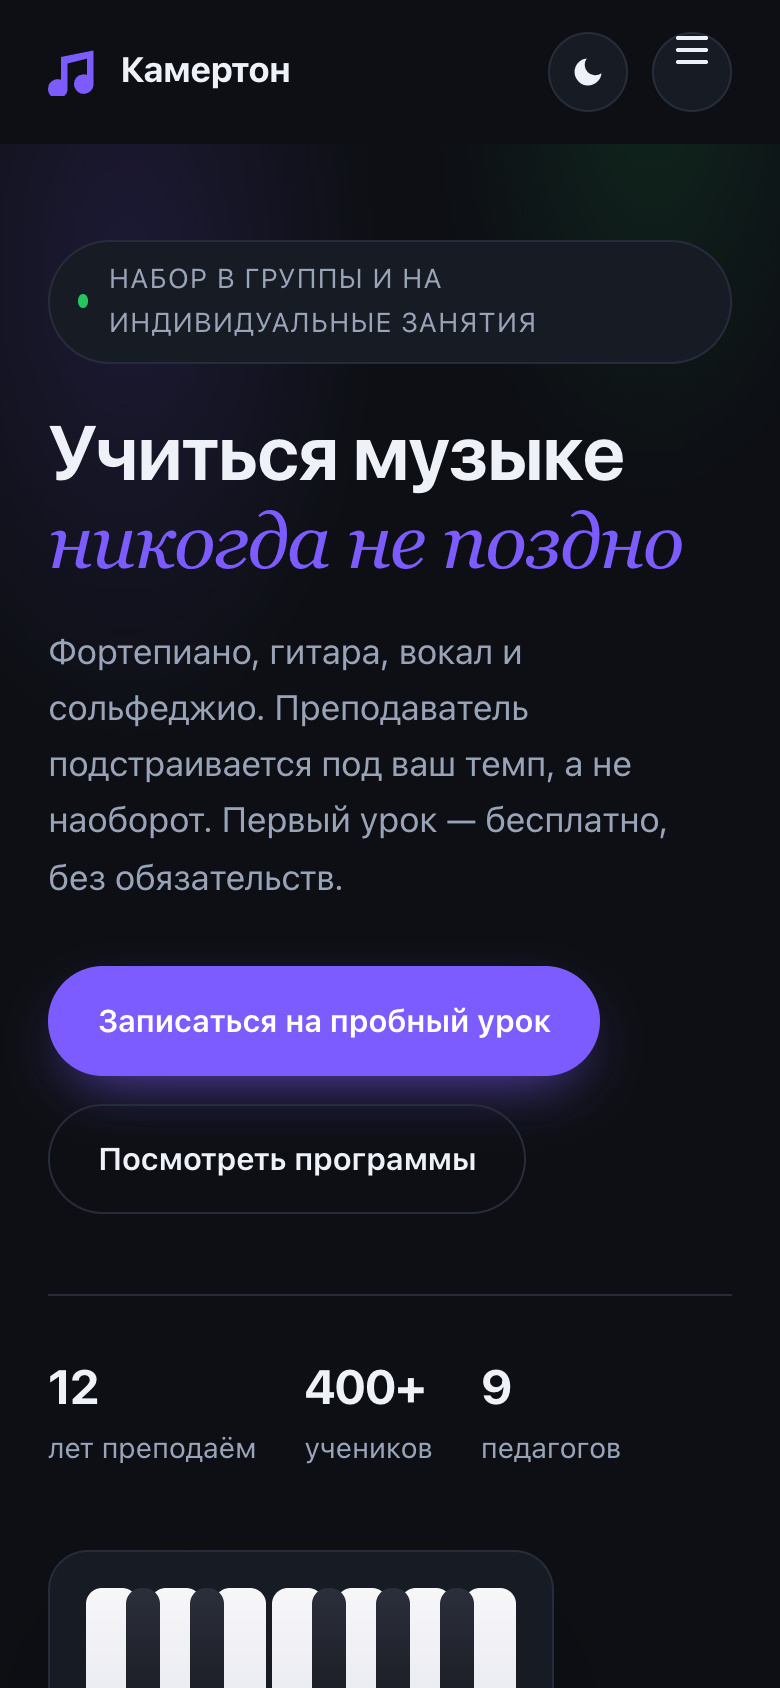 Камертон
НАБОР В ГРУППЫ И НА
ИНДИВИДУАЛЬНЫЕ ЗАНЯТИЯ
Учиться музыке
никогда не поздно
Фортепиано, гитара, вокал и
сольфеджио. Преподаватель
подстраивается под ваш темп, а не
наоборот. Первый урок — бесплатно,
без обязательств.
Записаться на пробный урок
Посмотреть программы
12 400+ 9
лет преподаём учеников педагогов